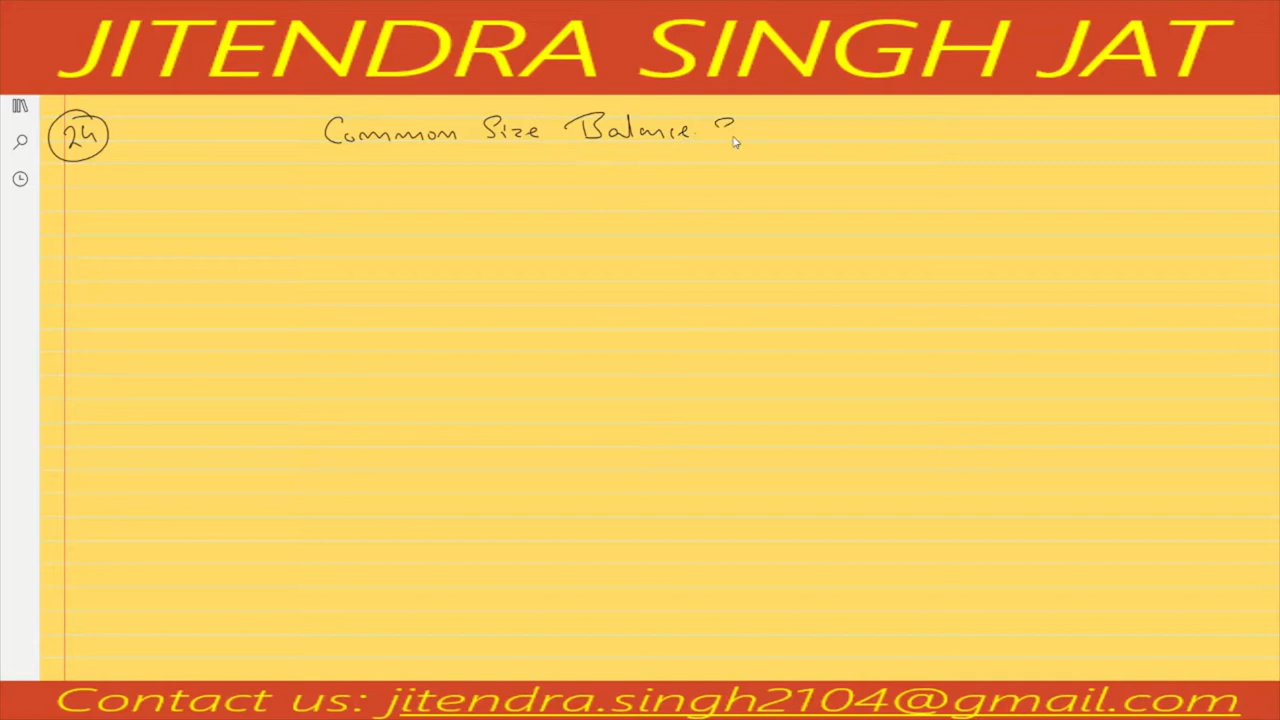 JITENDRA SINGH JAT
24 Common Size Balance
Contact us: jitendra.singh2104@gmail.com